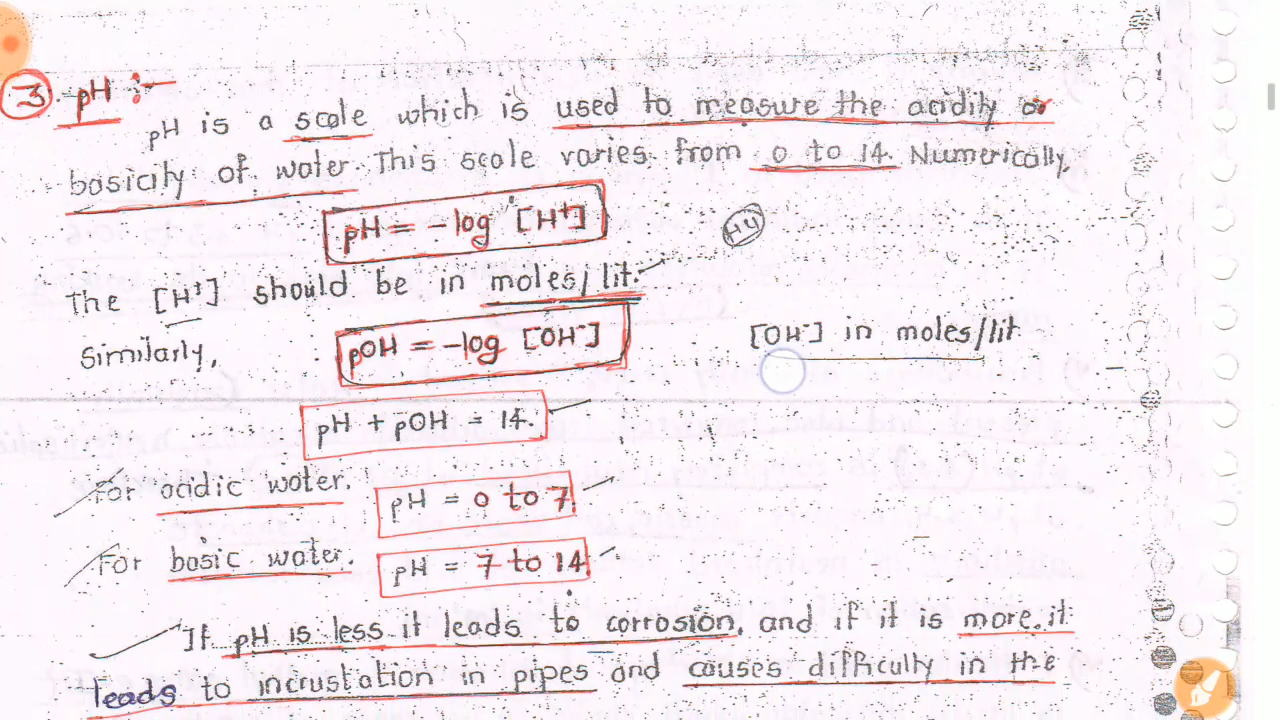 3. pH :-
pH is a scale which is used to measure the acidity or
basicity of water. This scale varies from 0 to 14. Numerically,
pH = -log [H⁺]
The [H⁺] should be in moles/lit.
Similarly, pOH = -log [OH⁻] [OH⁻] in moles/lit
pH + pOH = 14.
For acidic water. pH = 0 to 7
For basic water. pH = 7 to 14
If pH is less it leads to corrosion. and if it is more, it
leads to incrustation in pipes and causes difficulty in the